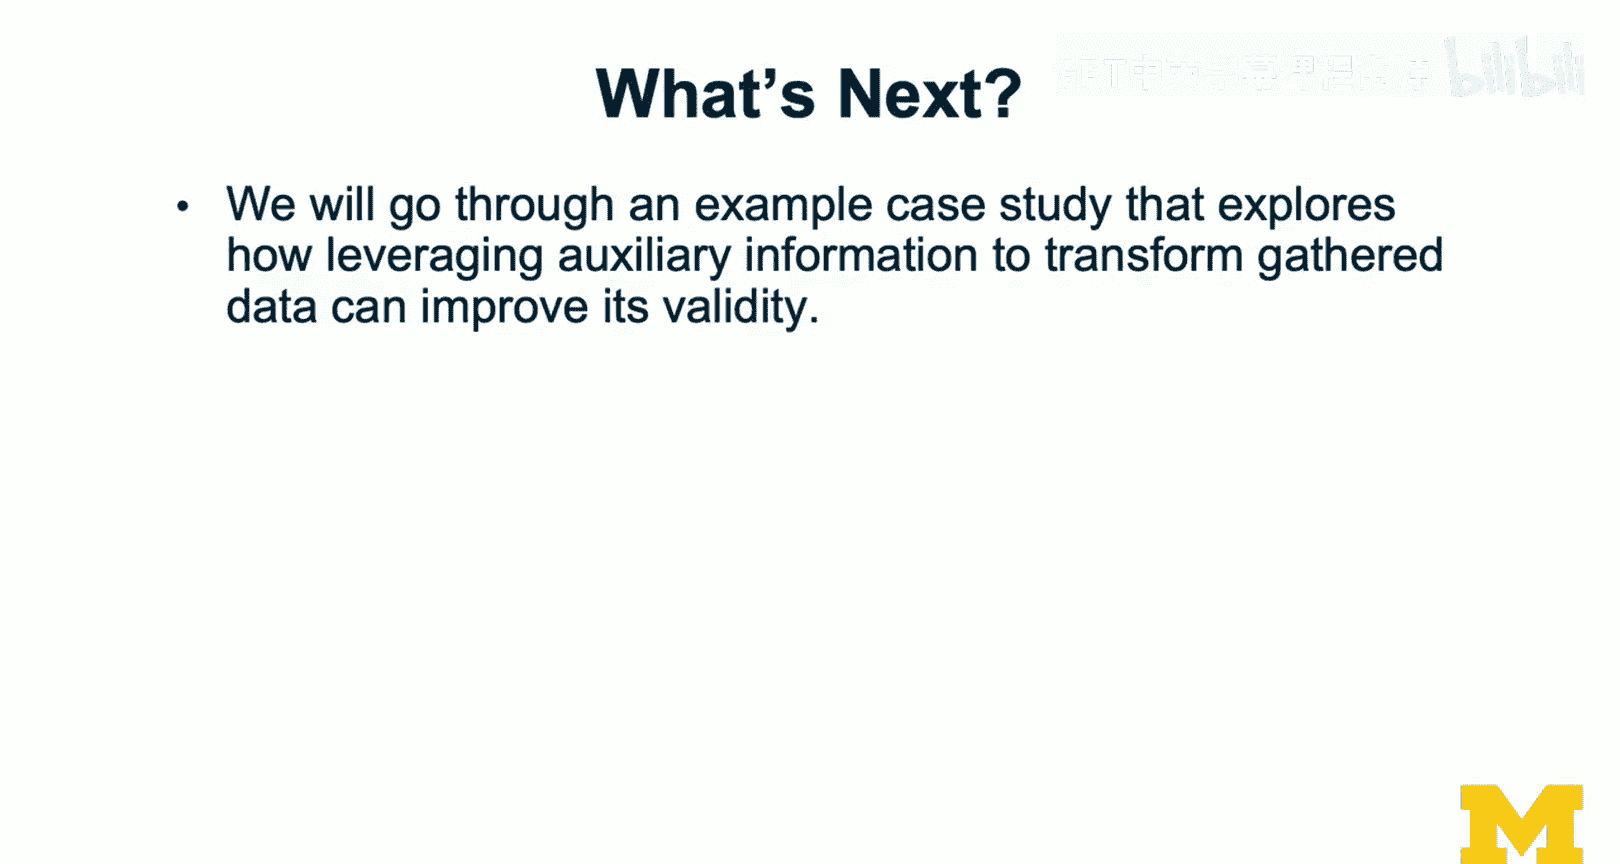 What’s Next?
bilibili
• We will go through an example case study that explores
how leveraging auxiliary information to transform gathered
data can improve its validity.
M